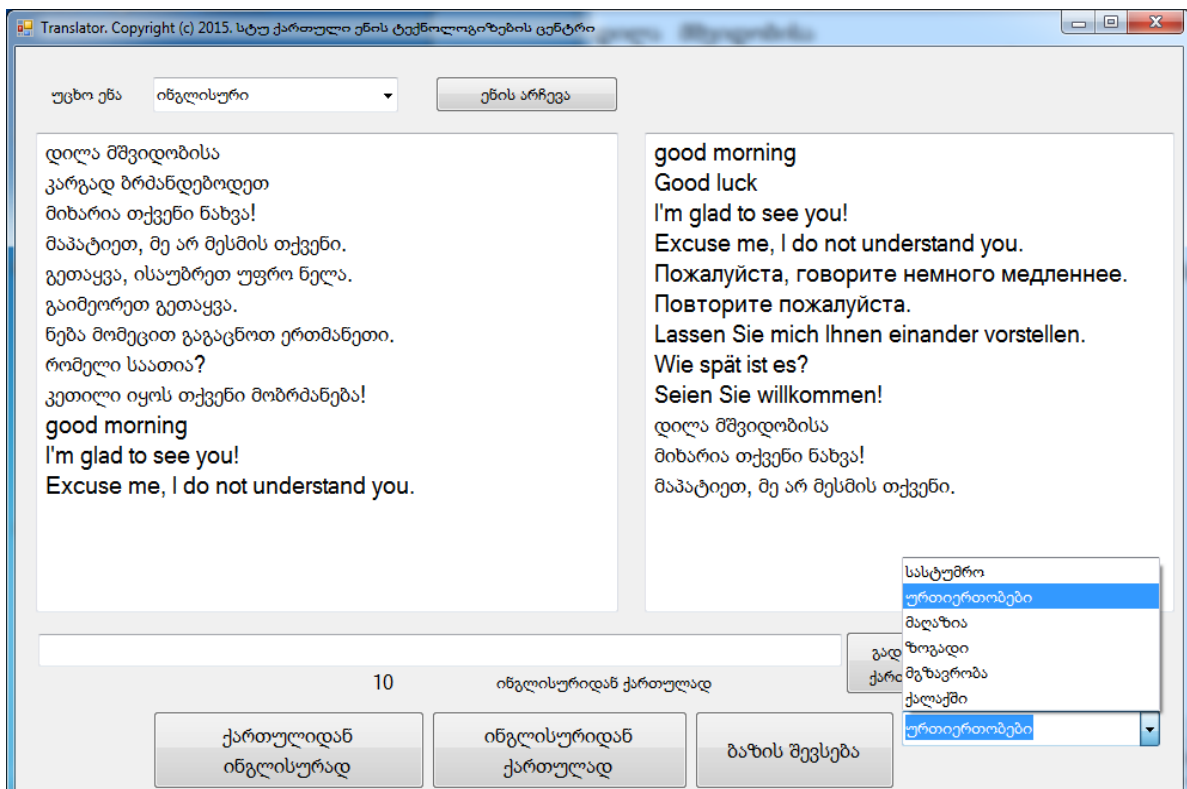 Translator. Copyright (c) 2015. სტუ ქართული ენის ტექნოლოგიზების ცენტრი
უცხო ენა
ინგლისური
ენის არჩევა
დილა მშვიდობისა
კარგად ბრძანდებოდეთ
მიხარია თქვენი ნახვა!
მაპატიეთ, მე არ მესმის თქვენი.
გეთაყვა, ისაუბრეთ უფრო ნელა.
გაიმეორეთ გეთაყვა.
ნება მომეცით გაგაცნოთ ერთმანეთი.
რომელი საათია?
კეთილი იყოს თქვენი მობრძანება!
good morning
I'm glad to see you!
Excuse me, I do not understand you.
good morning
Good luck
I'm glad to see you!
Excuse me, I do not understand you.
Пожалуйста, говорите немного медленнее.
Повторите пожалуйста.
Lassen Sie mich Ihnen einander vorstellen.
Wie spät ist es?
Seien Sie willkommen!
დილა მშვიდობისა
მიხარია თქვენი ნახვა!
მაპატიეთ, მე არ მესმის თქვენი.
სასტუმრო
ურთიერთობები
მაღაზია
ზოგადი
მგზავრობა
ქალაქში
10
ინგლისურიდან ქართულად
ქართულიდან
ინგლისურად
ინგლისურიდან
ქართულად
ბაზის შევსება
ურთიერთობები